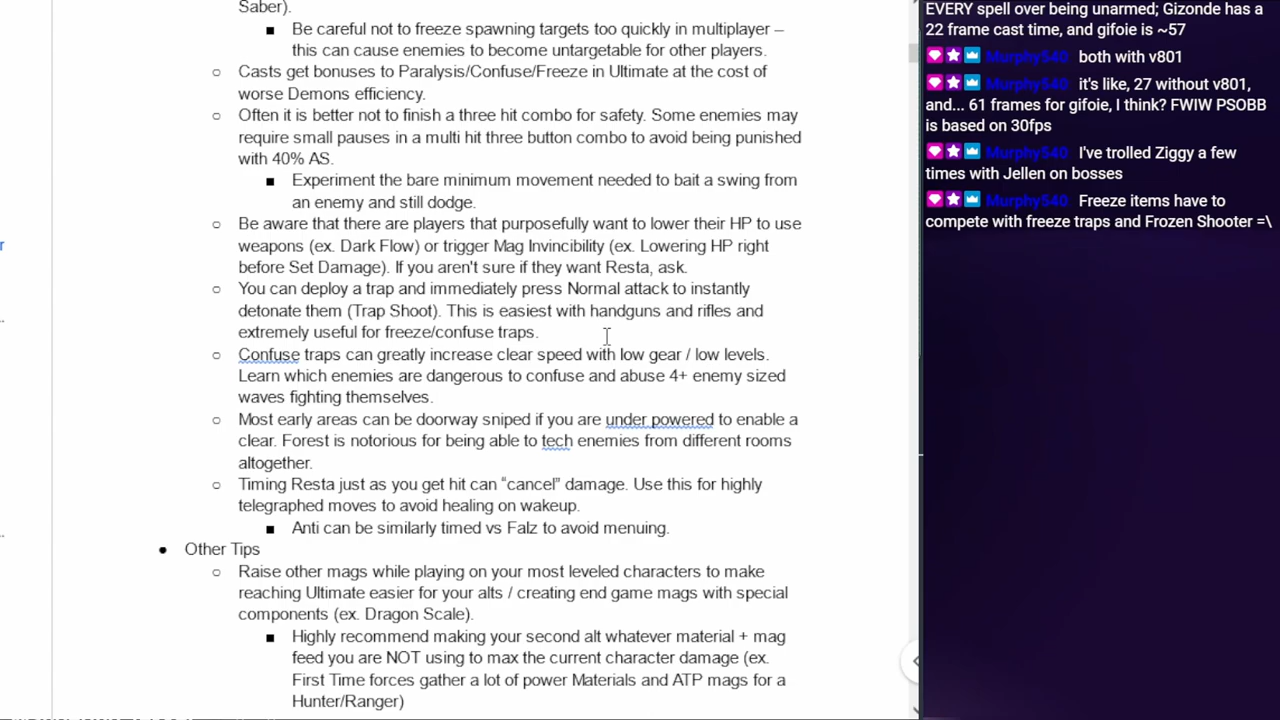 Saber).
■ Be careful not to freeze spawning targets too quickly in multiplayer –
this can cause enemies to become untargetable for other players.
○ Casts get bonuses to Paralysis/Confuse/Freeze in Ultimate at the cost of
worse Demons efficiency.
○ Often it is better not to finish a three hit combo for safety. Some enemies may
require small pauses in a multi hit three button combo to avoid being punished
with 40% AS.
■ Experiment the bare minimum movement needed to bait a swing from
an enemy and still dodge.
○ Be aware that there are players that purposefully want to lower their HP to use
weapons (ex. Dark Flow) or trigger Mag Invincibility (ex. Lowering HP right
before Set Damage). If you aren't sure if they want Resta, ask.
○ You can deploy a trap and immediately press Normal attack to instantly
detonate them (Trap Shoot). This is easiest with handguns and rifles and
extremely useful for freeze/confuse traps.
○ Confuse traps can greatly increase clear speed with low gear / low levels.
Learn which enemies are dangerous to confuse and abuse 4+ enemy sized
waves fighting themselves.
○ Most early areas can be doorway sniped if you are under powered to enable a
clear. Forest is notorious for being able to tech enemies from different rooms
altogether.
○ Timing Resta just as you get hit can “cancel” damage. Use this for highly
telegraphed moves to avoid healing on wakeup.
■ Anti can be similarly timed vs Falz to avoid menuing.
● Other Tips
○ Raise other mags while playing on your most leveled characters to make
reaching Ultimate easier for your alts / creating end game mags with special
components (ex. Dragon Scale).
■ Highly recommend making your second alt whatever material + mag
feed you are NOT using to max the current character damage (ex.
First Time forces gather a lot of power Materials and ATP mags for a
Hunter/Ranger)
EVERY spell over being unarmed; Gizonde has a
22 frame cast time, and gifoie is ~57
Murphy540 both with v801
Murphy540 it's like, 27 without v801,
and... 61 frames for gifoie, I think? FWIW PSOBB
is based on 30fps
Murphy540 I've trolled Ziggy a few
times with Jellen on bosses
Murphy540 Freeze items have to
compete with freeze traps and Frozen Shooter =\